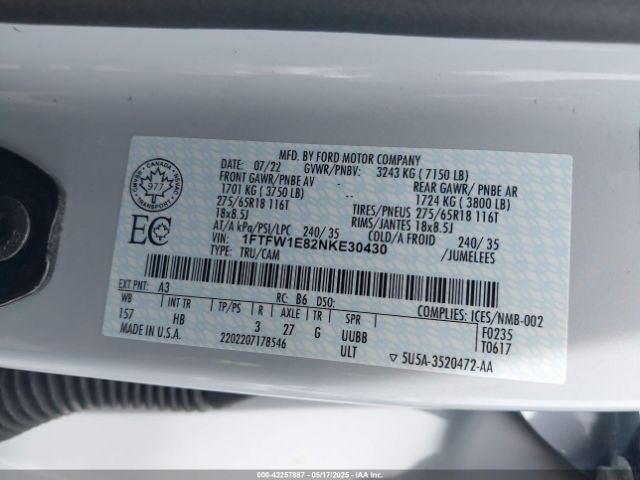 MFD. BY FORD MOTOR COMPANY
DATE: 07/22 GVWR/PNBV: 3243 KG ( 7150 LB)
FRONT GAWR/PNBE AV REAR GAWR/ PNBE AR
1701 KG ( 3750 LB) 1724 KG ( 3800 LB)
275/65R18 116T TIRES/PNEUS 275/65R18 116T
18x8.5J RIMS/JANTES 18x8.5J
AT/A kPa/PSI/LPC 240/ 35 COLD/A FROID 240/ 35
VIN: 1FTFW1E82NKE30430 /JUMELEES
TYPE: TRU/CAM
CANADA
977
TRANSPORT
EC
EXT PNT: A3 RC: B6 DSO: COMPLIES: ICES/NMB-002
WB INT TR TP/PS R AXLE TR SPR F0235
157 HB 3 27 G UUBB T0617
MADE IN U.S.A. 2202207178546 ULT ▽ 5U5A-3520472-AA
000-42257887 - 05/17/2025 - IAA Holdings, LLC.